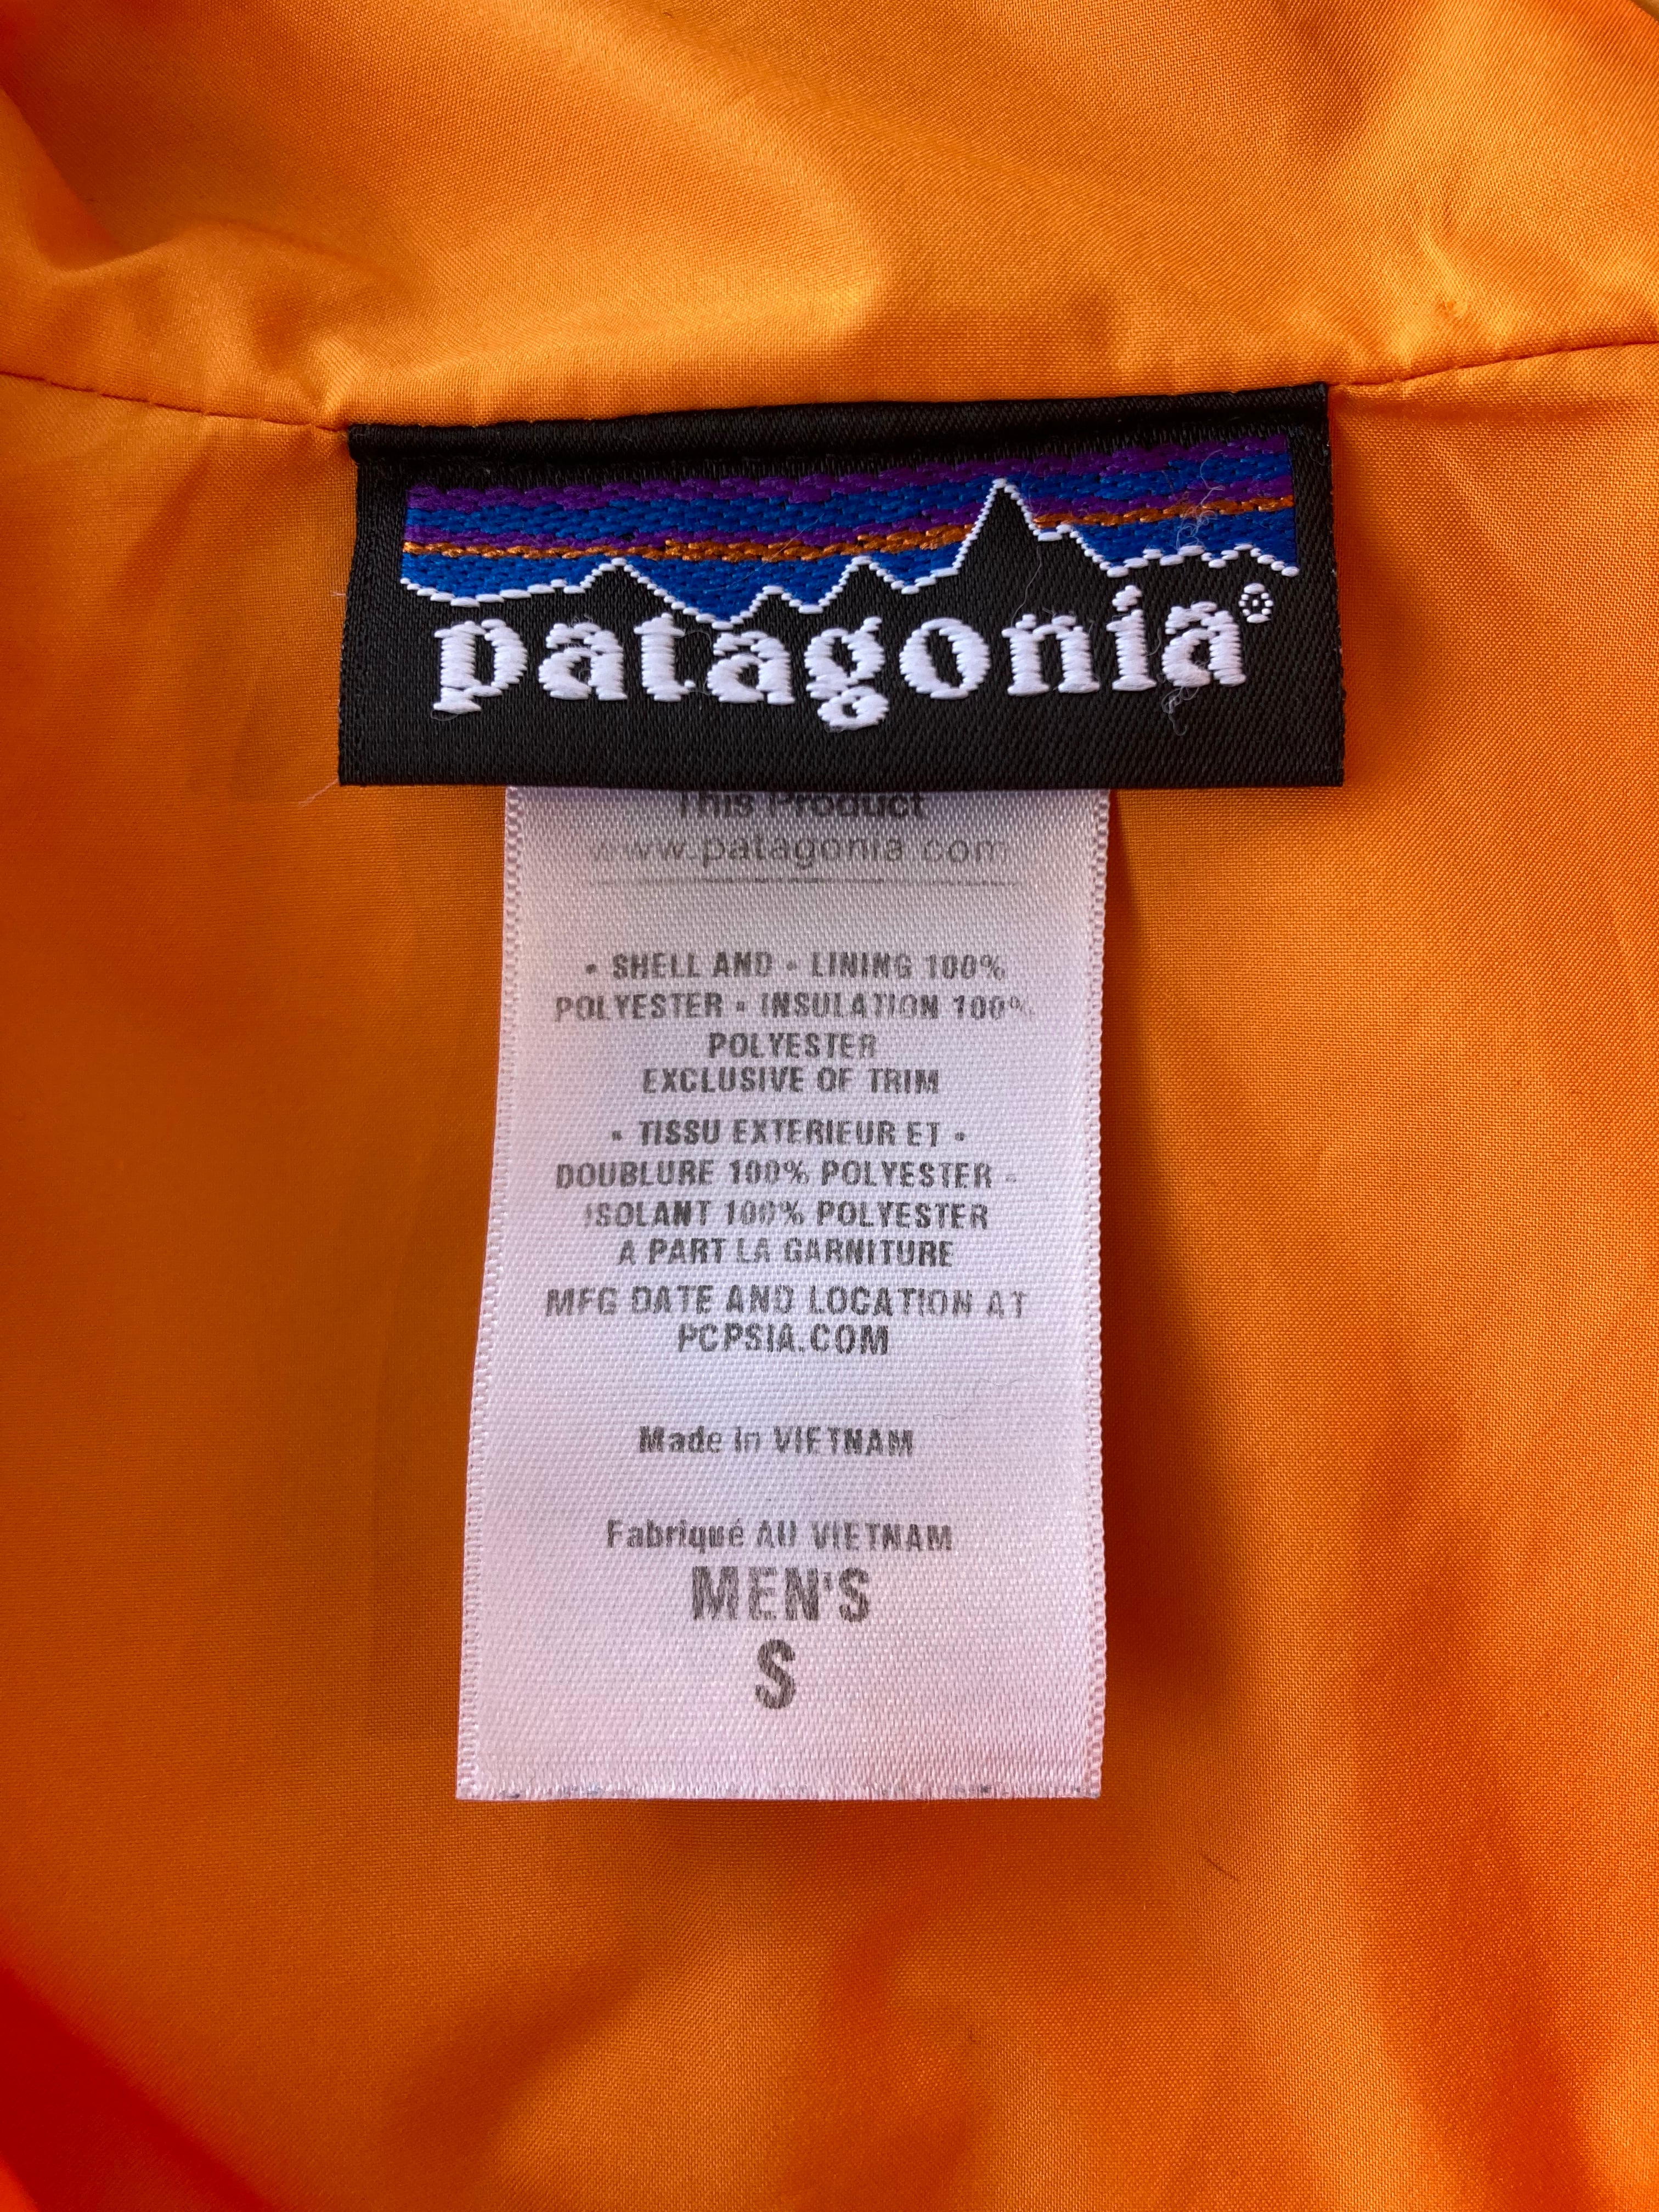 patagonia®
This Product
www.patagonia.com
• SHELL AND • LINING 100%
POLYESTER • INSULATION 100%
POLYESTER
EXCLUSIVE OF TRIM
• TISSU EXTERIEUR ET •
DOUBLURE 100% POLYESTER •
ISOLANT 100% POLYESTER
A PART LA GARNITURE
MFG DATE AND LOCATION AT
PCPSIA.COM
Made in VIETNAM
Fabriqué AU VIETNAM
MEN'S
S